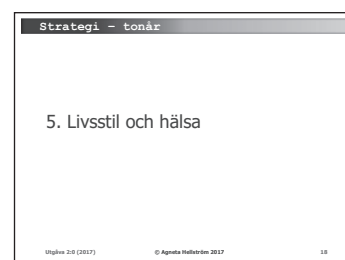 Strategi – tonår
5. Livsstil och hälsa
Utgåva 2:0 (2017) © Agneta Hellström 2017 18